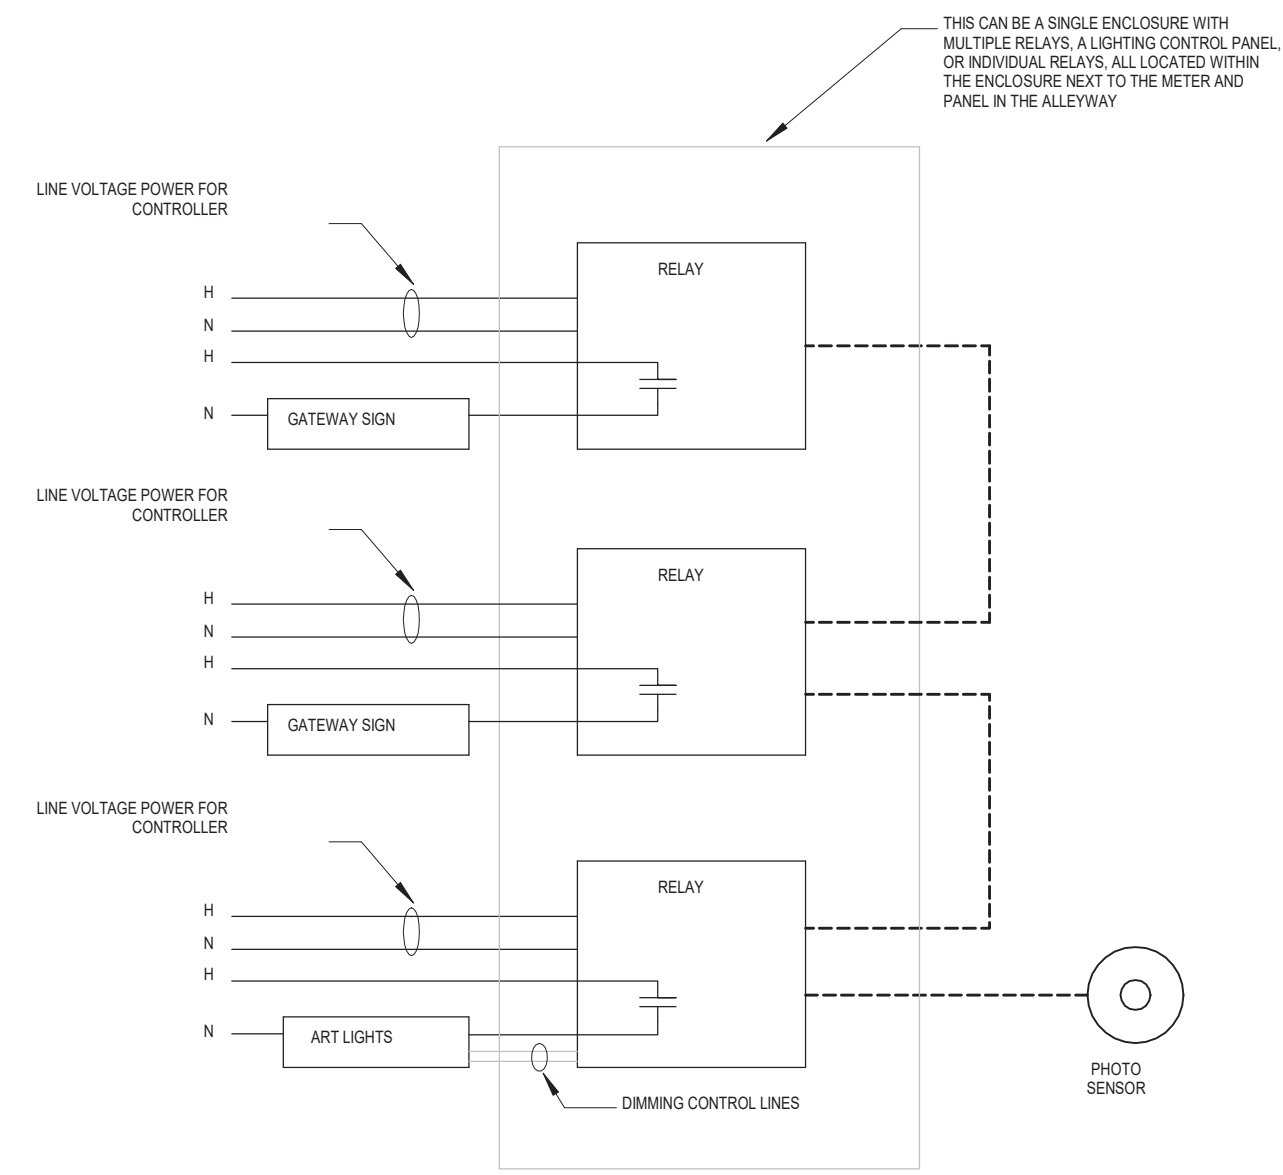 THIS CAN BE A SINGLE ENCLOSURE WITH
MULTIPLE RELAYS, A LIGHTING CONTROL PANEL,
OR INDIVIDUAL RELAYS, ALL LOCATED WITHIN
THE ENCLOSURE NEXT TO THE METER AND
PANEL IN THE ALLEYWAY
LINE VOLTAGE POWER FOR
CONTROLLER
RELAY
H
N
H
N
GATEWAY SIGN
LINE VOLTAGE POWER FOR
CONTROLLER
RELAY
H
N
H
N
GATEWAY SIGN
LINE VOLTAGE POWER FOR
CONTROLLER
RELAY
H
N
H
N
ART LIGHTS
DIMMING CONTROL LINES
PHOTO
SENSOR